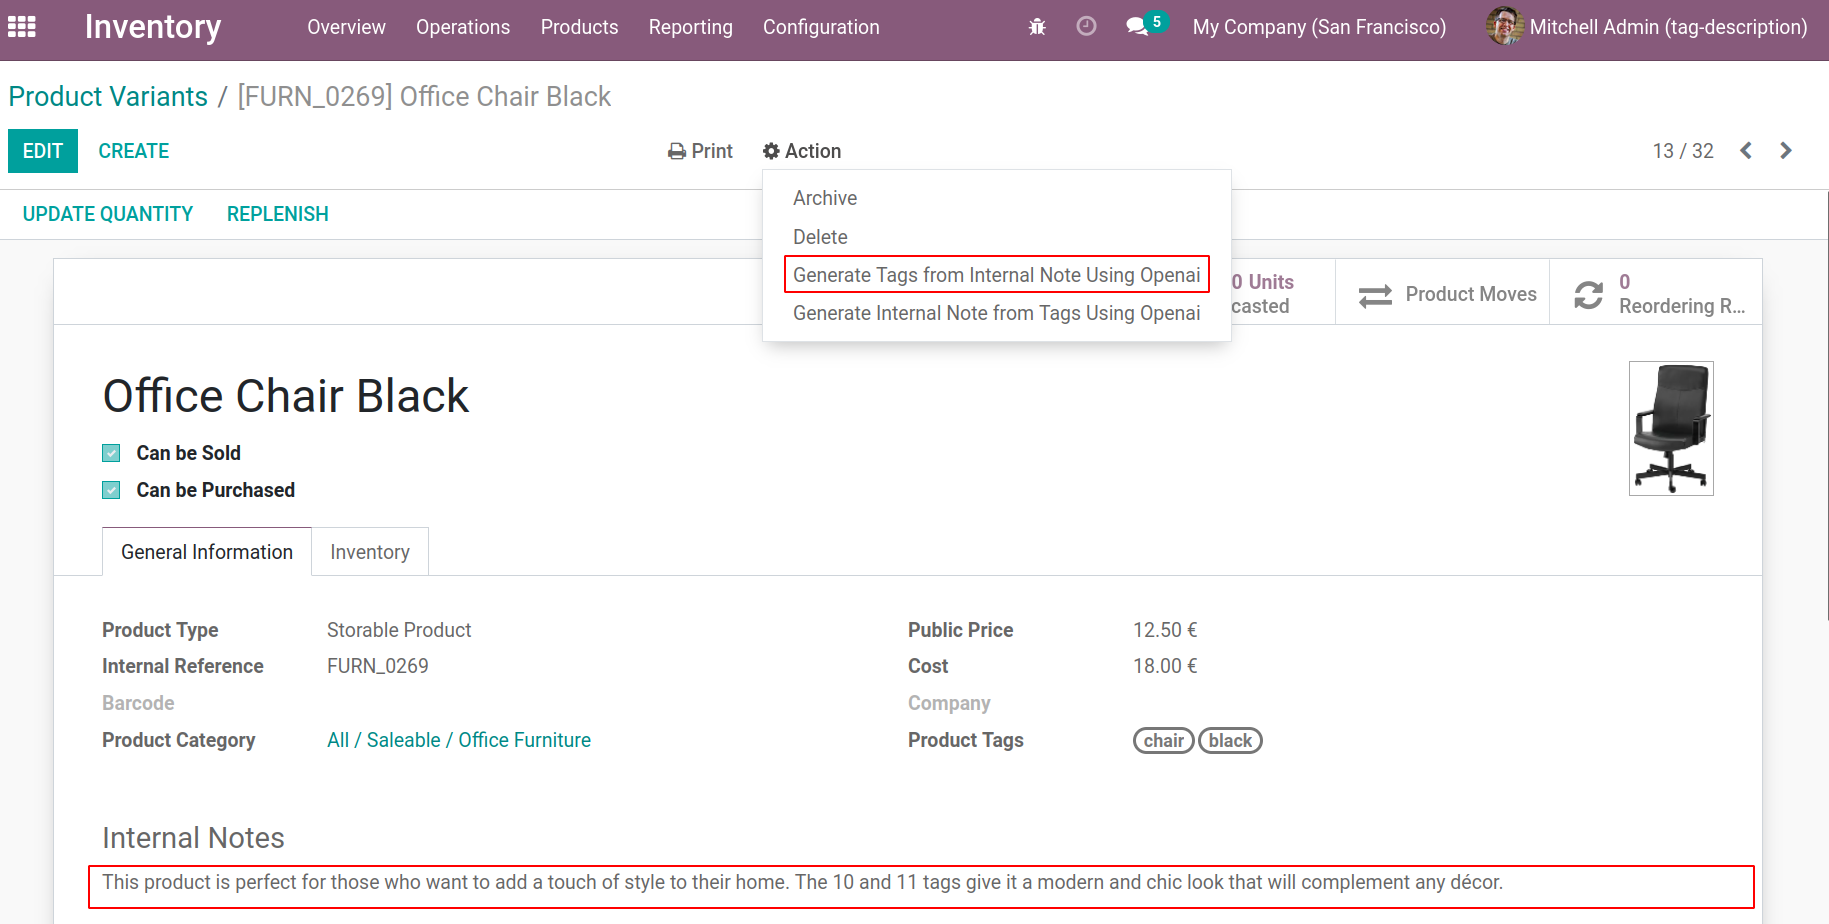 Inventory Overview Operations Products Reporting Configuration 5 My Company (San Francisco) Mitchell Admin (tag-description)
Product Variants / [FURN_0269] Office Chair Black
EDIT CREATE Print Action 13 / 32
Archive
UPDATE QUANTITY REPLENISH
Delete
Generate Tags from Internal Note Using Openai
Generate Internal Note from Tags Using Openai
0 Units
casted
Product Moves
0
Reordering R...
Office Chair Black
Can be Sold
Can be Purchased
General Information Inventory
Product Type Storable Product Public Price 12.50 €
Internal Reference FURN_0269 Cost 18.00 €
Barcode Company
Product Category All / Saleable / Office Furniture Product Tags chair black
Internal Notes
This product is perfect for those who want to add a touch of style to their home. The 10 and 11 tags give it a modern and chic look that will complement any décor.